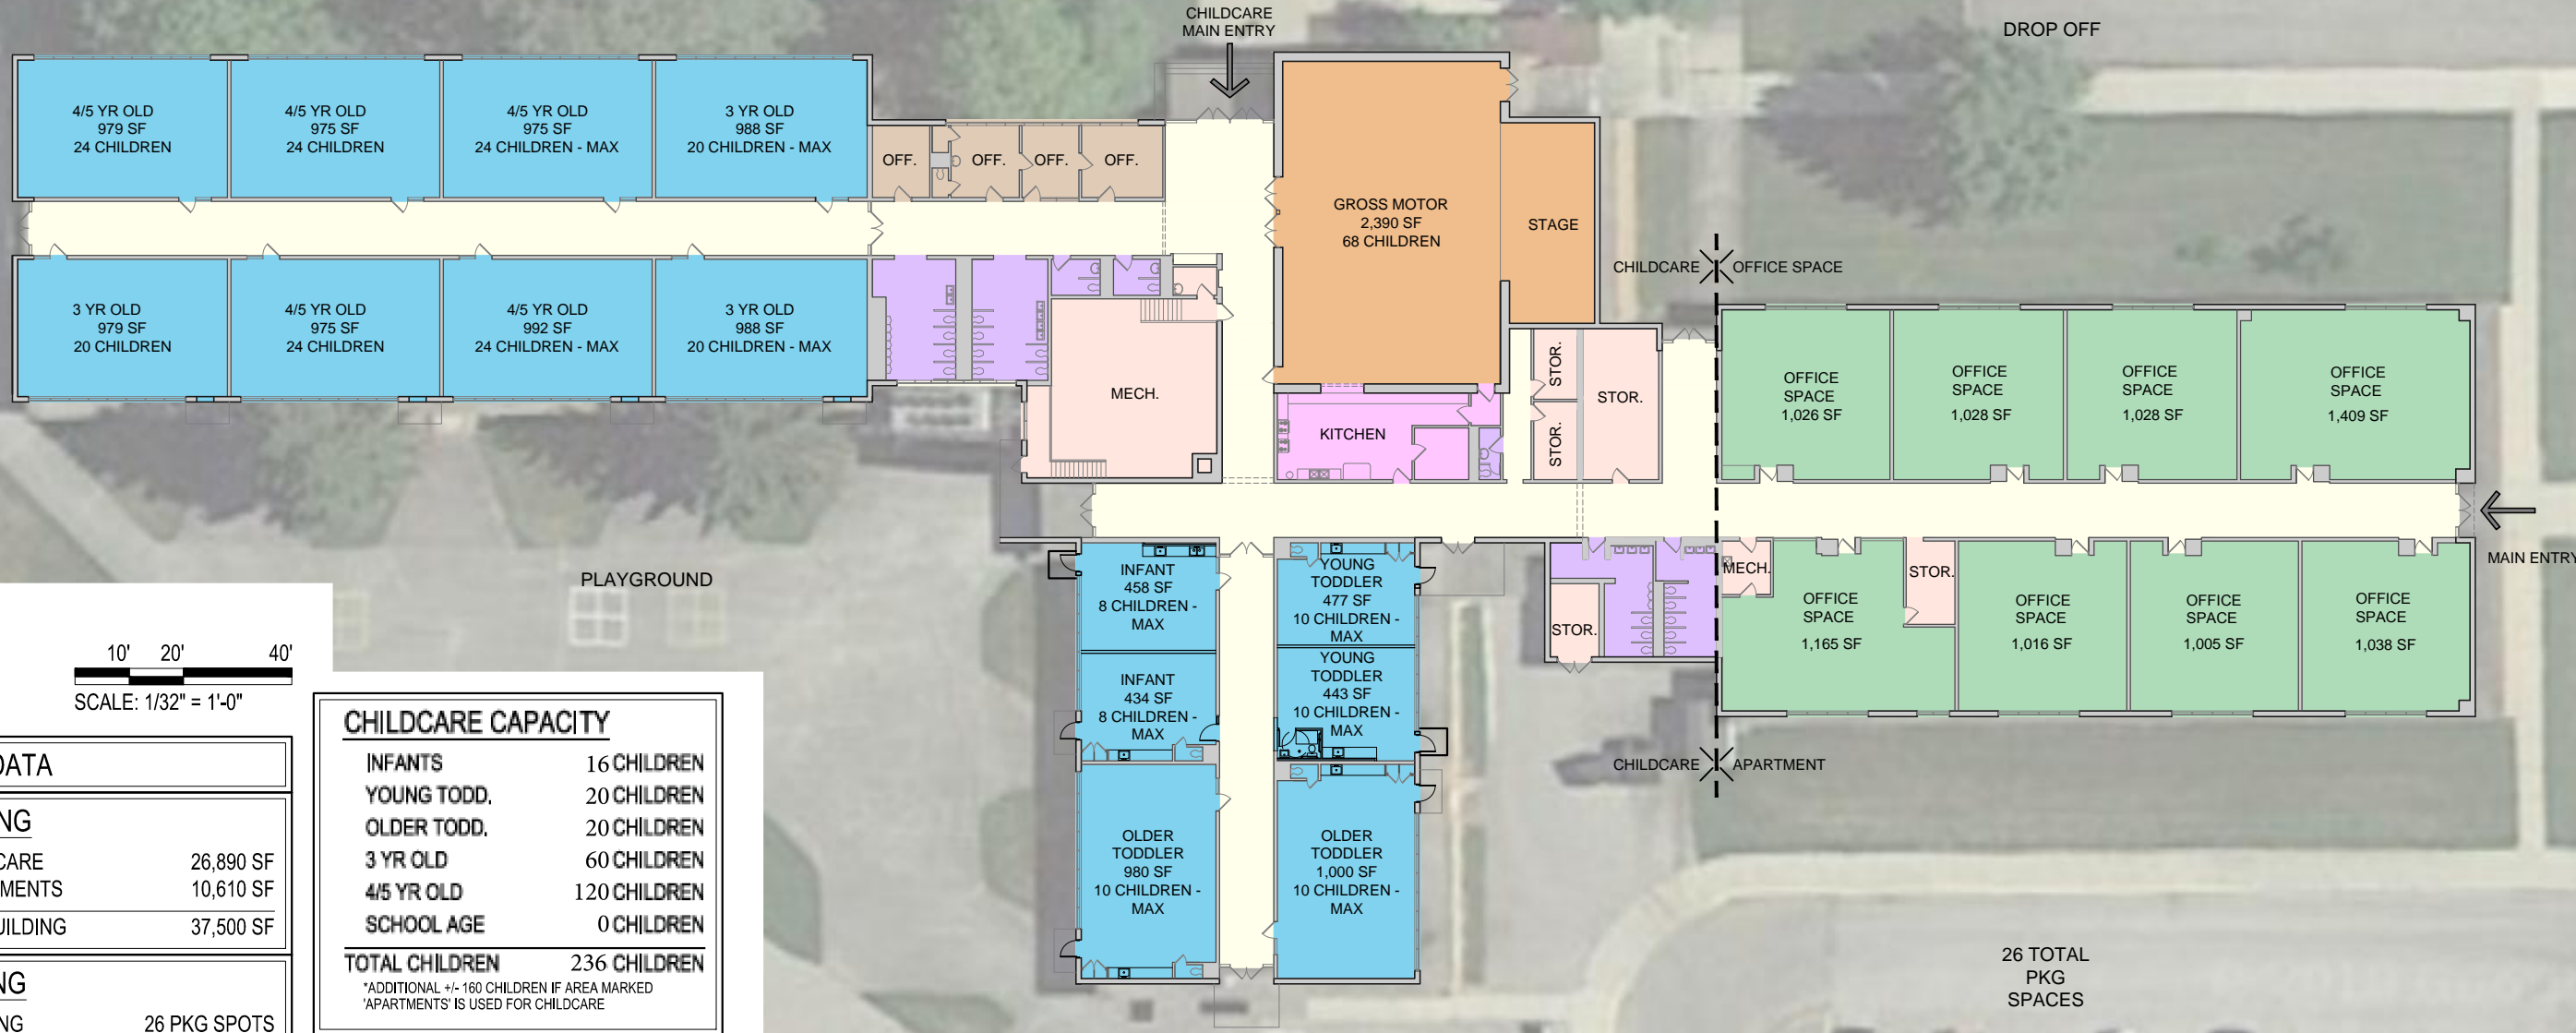 CHILDCARE
MAIN ENTRY
DROP OFF
4/5 YR OLD
979 SF
24 CHILDREN
4/5 YR OLD
975 SF
24 CHILDREN
4/5 YR OLD
975 SF
24 CHILDREN - MAX
3 YR OLD
988 SF
20 CHILDREN - MAX
OFF.
OFF.
OFF.
OFF.
GROSS MOTOR
2,390 SF
68 CHILDREN
STAGE
CHILDCARE
OFFICE SPACE
3 YR OLD
979 SF
20 CHILDREN
4/5 YR OLD
975 SF
24 CHILDREN
4/5 YR OLD
992 SF
24 CHILDREN - MAX
3 YR OLD
988 SF
20 CHILDREN - MAX
MECH.
KITCHEN
STOR.
STOR.
STOR.
OFFICE
SPACE
1,026 SF
OFFICE
SPACE
1,028 SF
OFFICE
SPACE
1,028 SF
OFFICE
SPACE
1,409 SF
MAIN ENTRY
PLAYGROUND
INFANT
458 SF
8 CHILDREN -
MAX
YOUNG
TODDLER
477 SF
10 CHILDREN -
MAX
INFANT
434 SF
8 CHILDREN -
MAX
YOUNG
TODDLER
443 SF
10 CHILDREN -
MAX
OLDER
TODDLER
980 SF
10 CHILDREN -
MAX
OLDER
TODDLER
1,000 SF
10 CHILDREN -
MAX
STOR.
MECH.
OFFICE
SPACE
1,165 SF
STOR.
OFFICE
SPACE
1,016 SF
OFFICE
SPACE
1,005 SF
OFFICE
SPACE
1,038 SF
CHILDCARE
APARTMENT
26 TOTAL
PKG
SPACES
10' 20' 40'
SCALE: 1/32" = 1'-0"
DATA
NG
CARE 26,890 SF
MENTS 10,610 SF
UILDING 37,500 SF
NG
NG 26 PKG SPOTS
CHILDCARE CAPACITY
INFANTS 16 CHILDREN
YOUNG TODD. 20 CHILDREN
OLDER TODD. 20 CHILDREN
3 YR OLD 60 CHILDREN
4/5 YR OLD 120 CHILDREN
SCHOOL AGE 0 CHILDREN
TOTAL CHILDREN 236 CHILDREN
*ADDITIONAL +/- 160 CHILDREN IF AREA MARKED
'APARTMENTS' IS USED FOR CHILDCARE